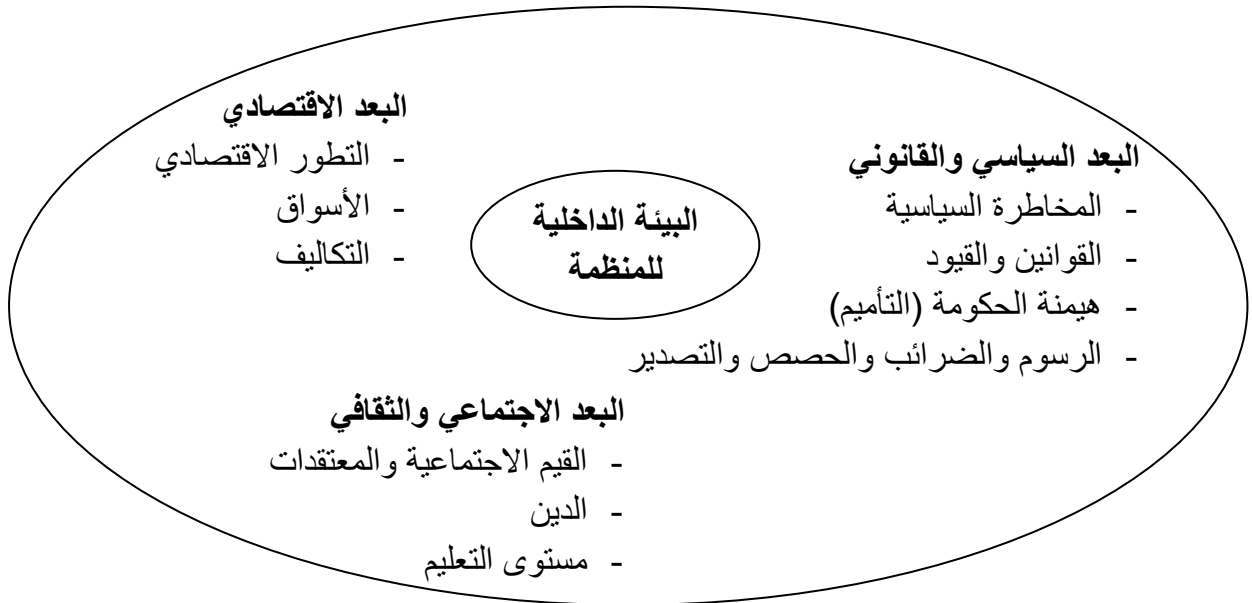 البعد السياسي والقانوني
- المخاطرة السياسية
- القوانين والقيود
- هيمنة الحكومة (التأميم)
- الرسوم والضرائب والحصص والتصدير
البيئة الداخلية
للمنظمة
البعد الاقتصادي
- التطور الاقتصادي
- الأسواق
- التكاليف
البعد الاجتماعي والثقافي
- القيم الاجتماعية والمعتقدات
- الدين
- مستوى التعليم